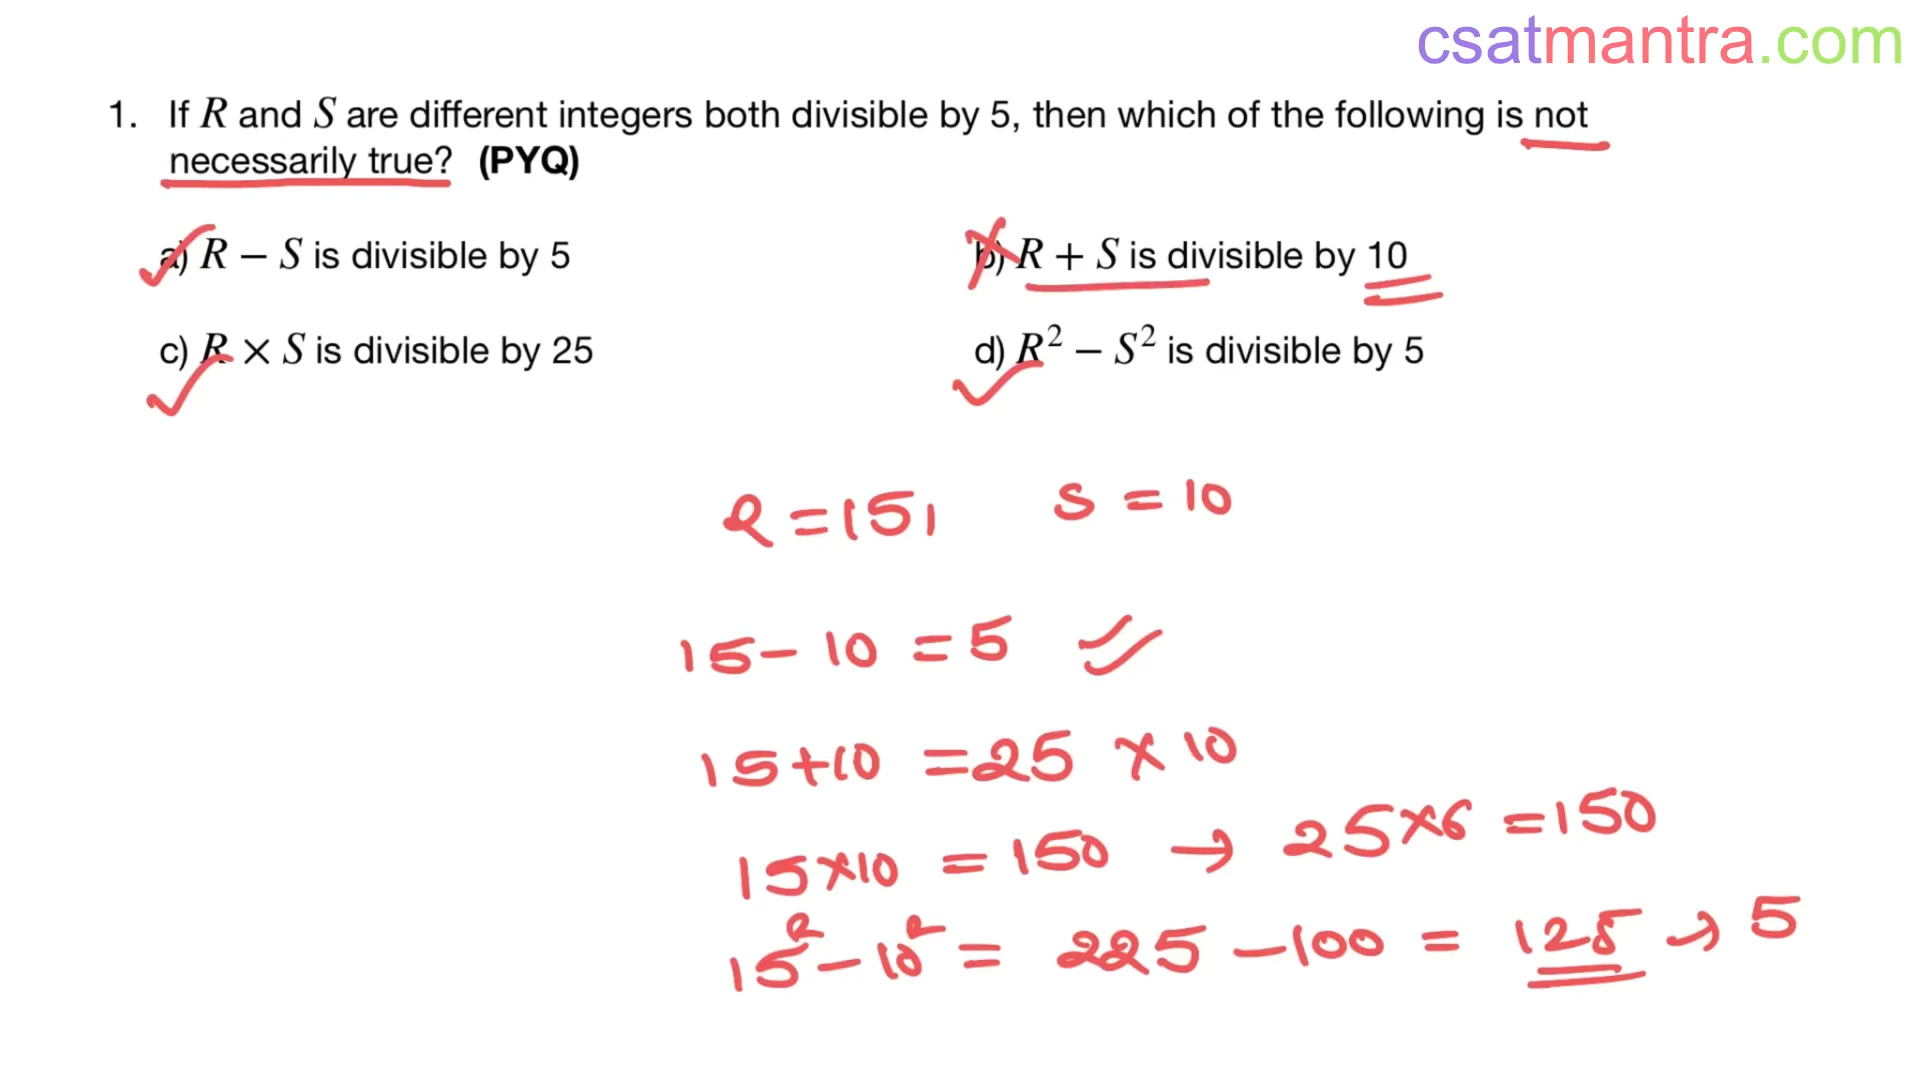 csatmantra.com
1. If R and S are different integers both divisible by 5, then which of the following is not
necessarily true? (PYQ)
a) R − S is divisible by 5
b) R + S is divisible by 10
c) R × S is divisible by 25
d) R² − S² is divisible by 5
R = 15, S = 10
15 − 10 = 5
15 + 10 = 25 × 10
15 × 10 = 150 → 25 × 6 = 150
15² − 10² = 225 − 100 = 125 → 5